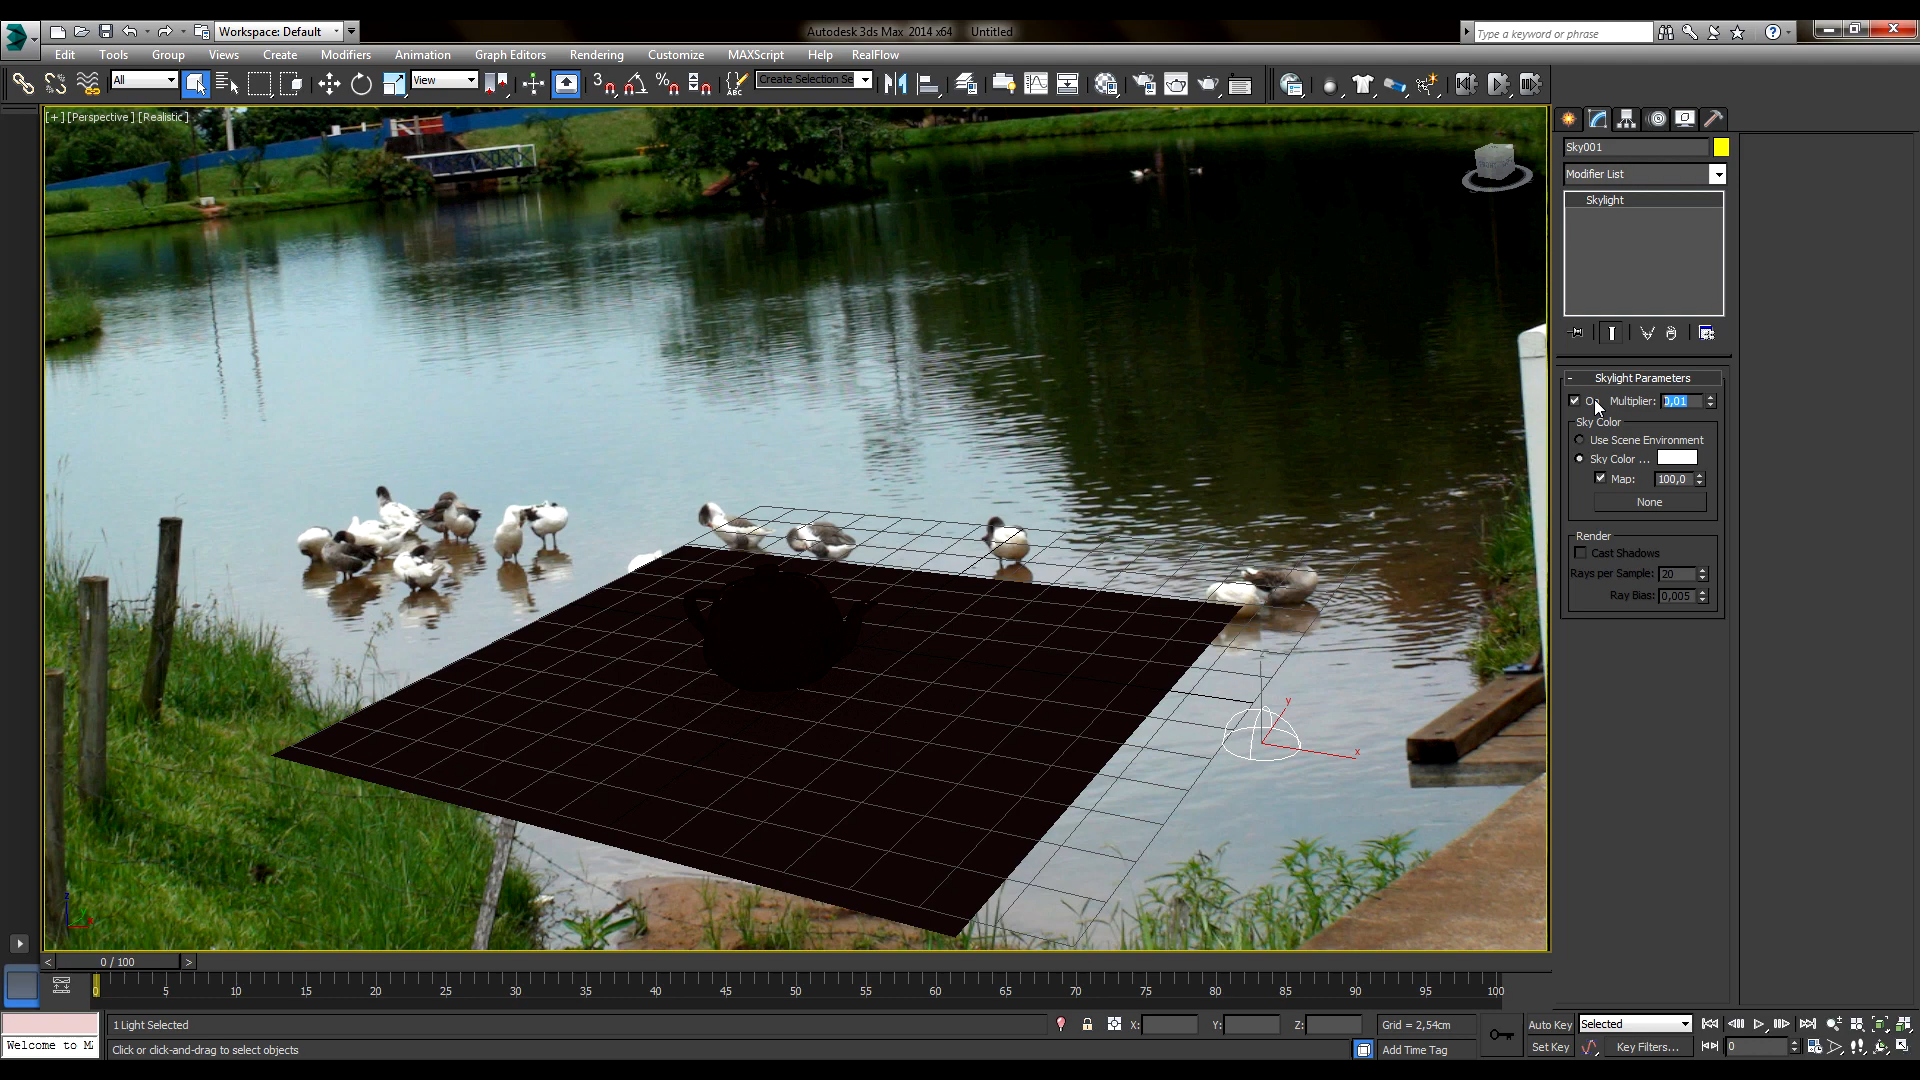 Workspace: Default
Autodesk 3ds Max 2014 x64 Untitled
Type a keyword or phrase
Edit Tools Group Views Create Modifiers Animation Graph Editors Rendering Customize MAXScript Help RealFlow
All
View
3
ABC
Create Selection Se
[+] [Perspective] [Realistic]
Sky001
Modifier List
Skylight
- Skylight Parameters
On Multiplier: 0,01
Sky Color
Use Scene Environment
Sky Color ...
Map: 100,0
None
Render
Cast Shadows
Rays per Sample: 20
Ray Bias: 0,005
y
x
z
< 0 / 100 >
0 5 10 15 20 25 30 35 40 45 50 55 60 65 70 75 80 85 90 95 100
1 Light Selected
X: Y: Z: Grid = 2,54cm
Auto Key Selected
Welcome to M
Click or click-and-drag to select objects
Add Time Tag
Set Key Key Filters... 0